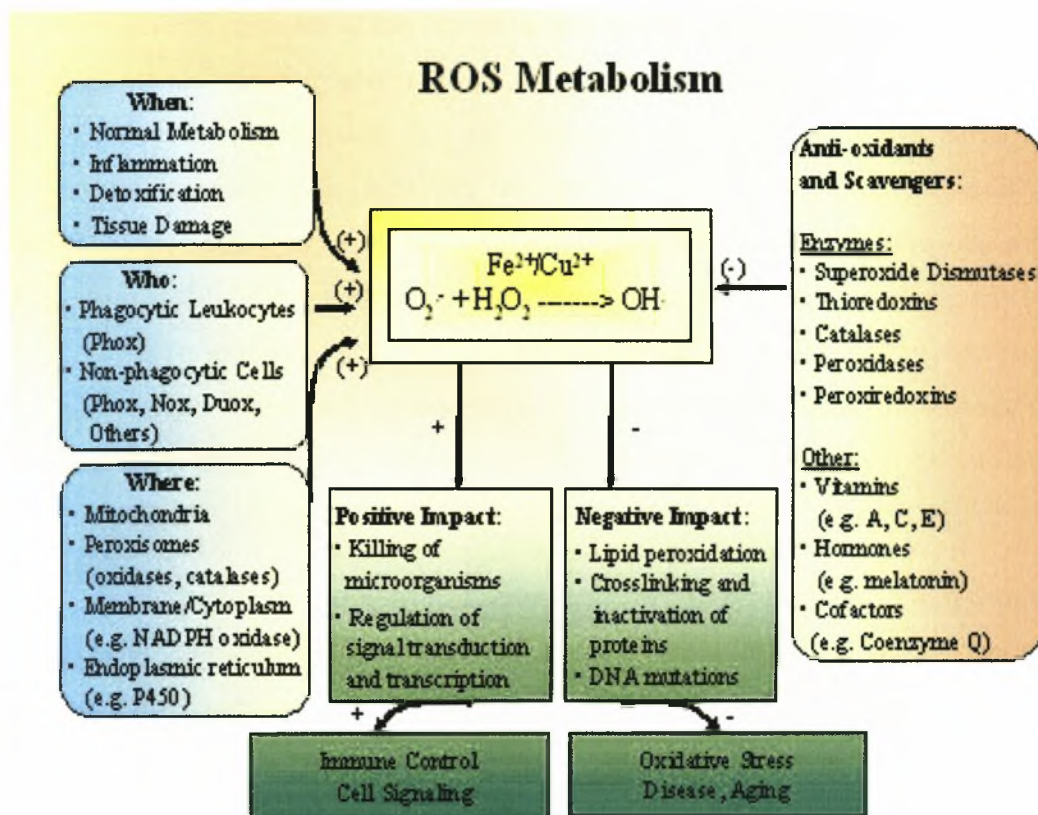 ROS Metabolism
When:
· Normal Metabolism
· Inflammation
· Detoxification
· Tissue Damage
Who:
· Phagocytic Leukocytes
(Phox)
· Non-phagocytic Cells
(Phox, Nox, Duox,
Others)
Where:
· Mitochondria
· Peroxisomes
(oxidases, catalases)
· Membrane/Cytoplasm
(e.g. NADPH oxidase)
· Endoplasmic reticulum
(e.g. P450)
(+)
(+)
(+)
Fe²⁺/Cu²⁺
O₂·⁻ + H₂O₂ -------> OH·
(-)
Anti-oxidants
and Scavengers:
Enzymes:
· Superoxide Dismutases
· Thioredoxins
· Catalases
· Peroxidases
· Peroxiredoxins
Other:
· Vitamins
(e.g. A, C, E)
· Hormones
(e.g. melatonin)
· Cofactors
(e.g. Coenzyme Q)
+
-
Positive Impact:
· Killing of
microorganisms
· Regulation of
signal transduction
and transcription
Negative Impact:
· Lipid peroxidation
· Crosslinking and
inactivation of
proteins
· DNA mutations
+
-
Immune Control
Cell Signaling
Oxidative Stress
Disease, Aging